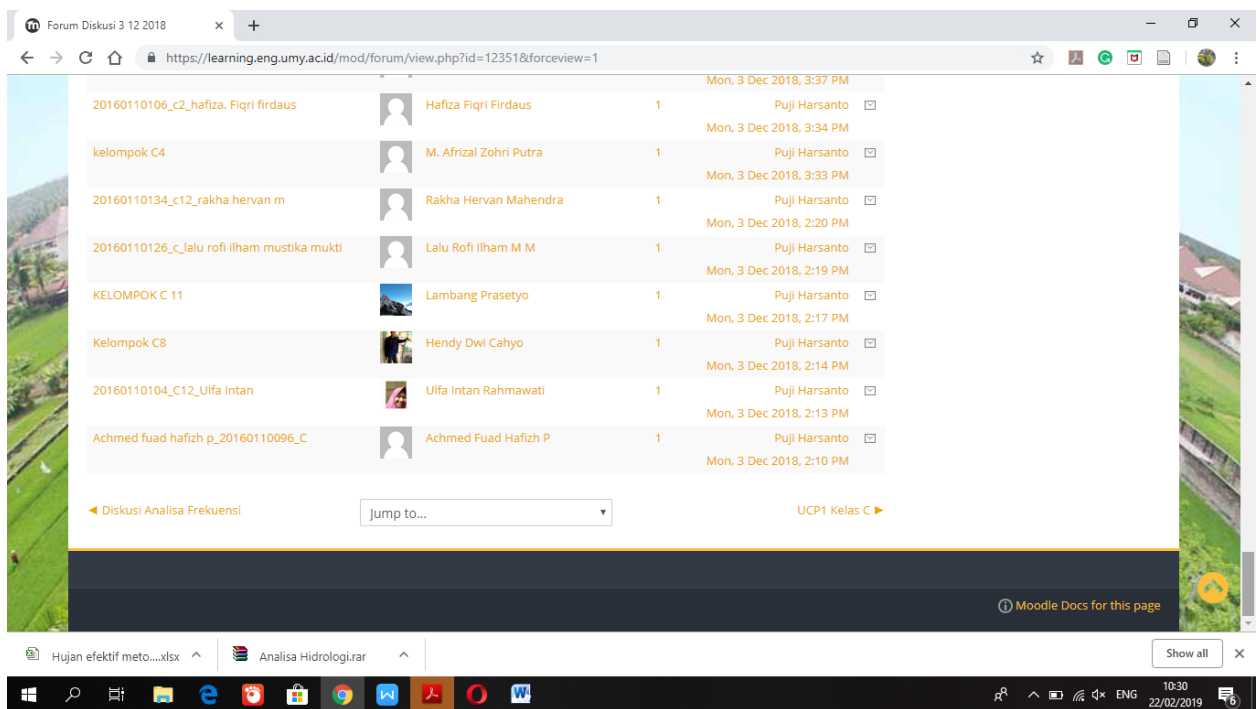 Forum Diskusi 3 12 2018
https://learning.eng.umy.ac.id/mod/forum/view.php?id=12351&forceview=1
Mon, 3 Dec 2018, 3:37 PM
20160110106_c2_hafiza. Fiqri firdaus Hafiza Fiqri Firdaus 1 Puji Harsanto
Mon, 3 Dec 2018, 3:34 PM
kelompok C4 M. Afrizal Zohri Putra 1 Puji Harsanto
Mon, 3 Dec 2018, 3:33 PM
20160110134_c12_rakha hervan m Rakha Hervan Mahendra 1 Puji Harsanto
Mon, 3 Dec 2018, 2:20 PM
20160110126_c_lalu rofi ilham mustika mukti Lalu Rofi Ilham M M 1 Puji Harsanto
Mon, 3 Dec 2018, 2:19 PM
KELOMPOK C 11 Lambang Prasetyo 1 Puji Harsanto
Mon, 3 Dec 2018, 2:17 PM
Kelompok C8 Hendy Dwi Cahyo 1 Puji Harsanto
Mon, 3 Dec 2018, 2:14 PM
20160110104_C12_Ulfa Intan Ulfa Intan Rahmawati 1 Puji Harsanto
Mon, 3 Dec 2018, 2:13 PM
Achmed fuad hafizh p_20160110096_C Achmed Fuad Hafizh P 1 Puji Harsanto
Mon, 3 Dec 2018, 2:10 PM
◄ Diskusi Analisa Frekuensi Jump to... UCP1 Kelas C ►
Moodle Docs for this page
Hujan efektif meto....xlsx Analisa Hidrologi.rar Show all
ENG 10:30
22/02/2019 6